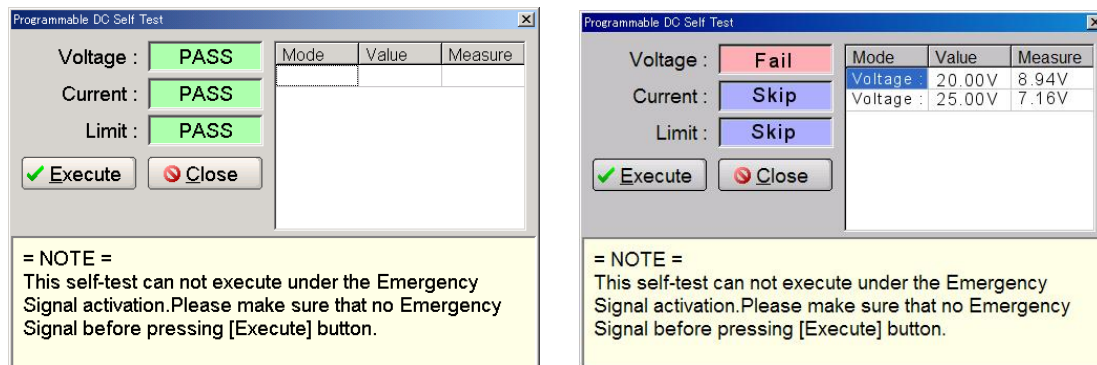 Programmable DC Self Test
Voltage : PASS
Current : PASS
Limit : PASS
Execute Close
Mode Value Measure
= NOTE =
This self-test can not execute under the Emergency
Signal activation.Please make sure that no Emergency
Signal before pressing [Execute] button.
Programmable DC Self Test
Voltage : Fail
Current : Skip
Limit : Skip
Execute Close
Mode Value Measure
Voltage : 20.00V 8.94V
Voltage : 25.00V 7.16V
= NOTE =
This self-test can not execute under the Emergency
Signal activation.Please make sure that no Emergency
Signal before pressing [Execute] button.